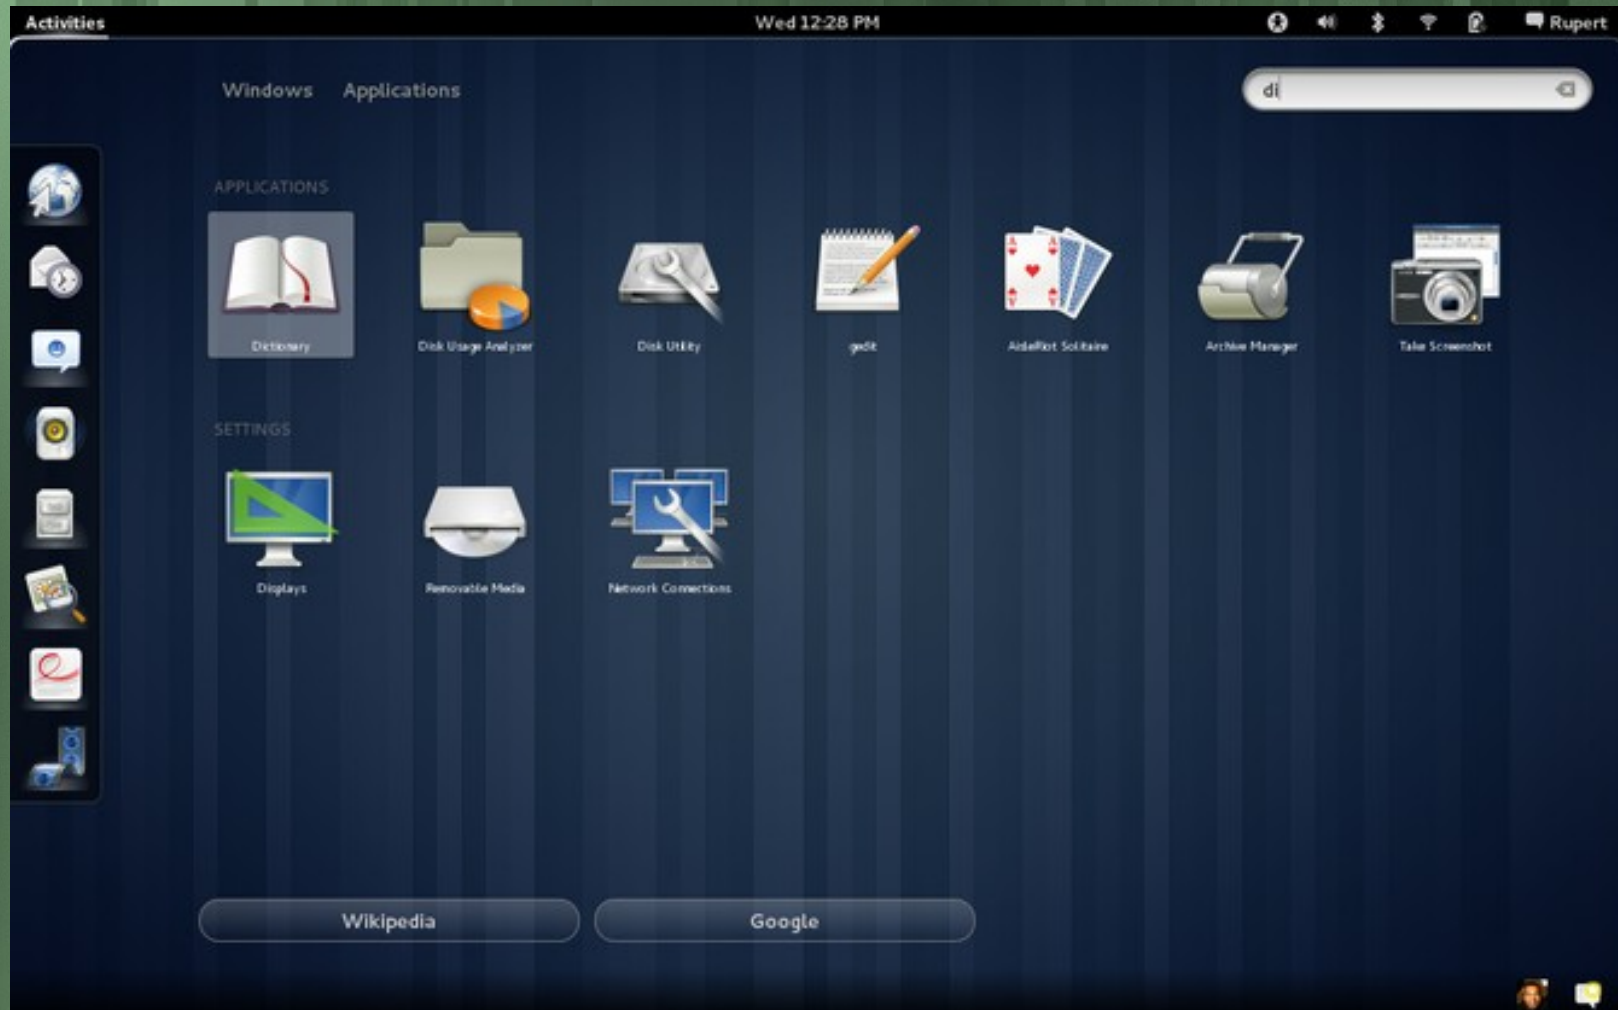 Activities
Wed 12:28 PM
Rupert
Windows Applications
di
APPLICATIONS
Dictionary
Disk Usage Analyzer
Disk Utility
gedit
AisleRiot Solitaire
Archive Manager
Take Screenshot
SETTINGS
Displays
Removable Media
Network Connections
Wikipedia
Google